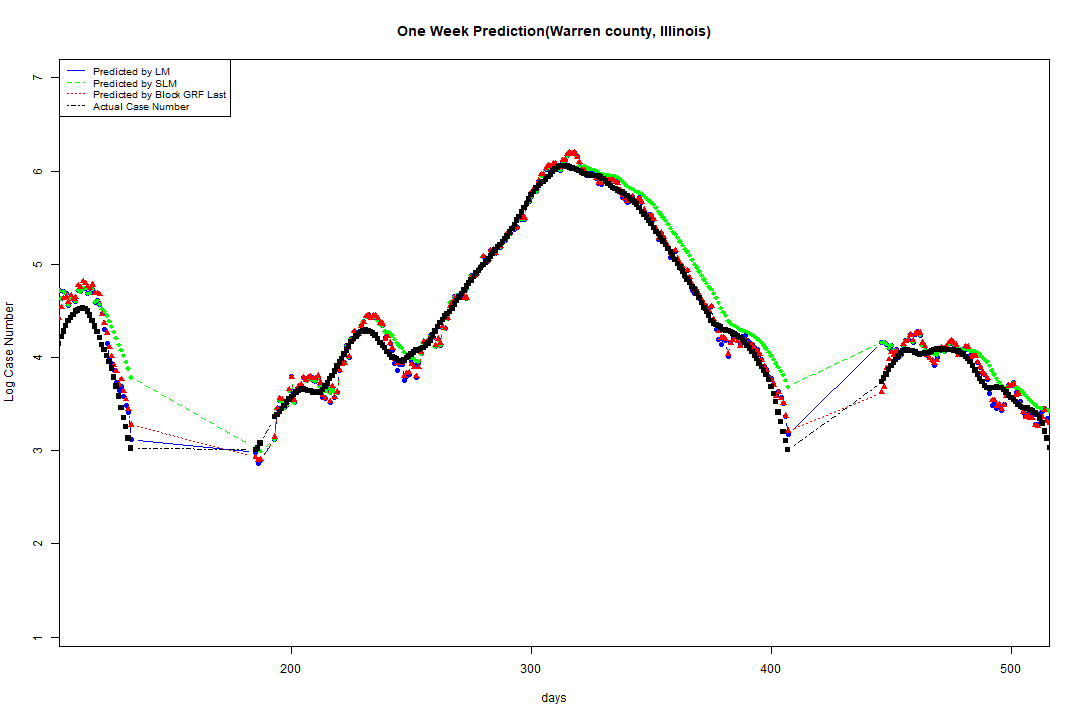 One Week Prediction(Warren county, Illinois)
Predicted by LM
Predicted by SLM
Predicted by Block GRF Last
Actual Case Number
Log Case Number
7
6
5
4
3
2
1
200
300
400
500
days